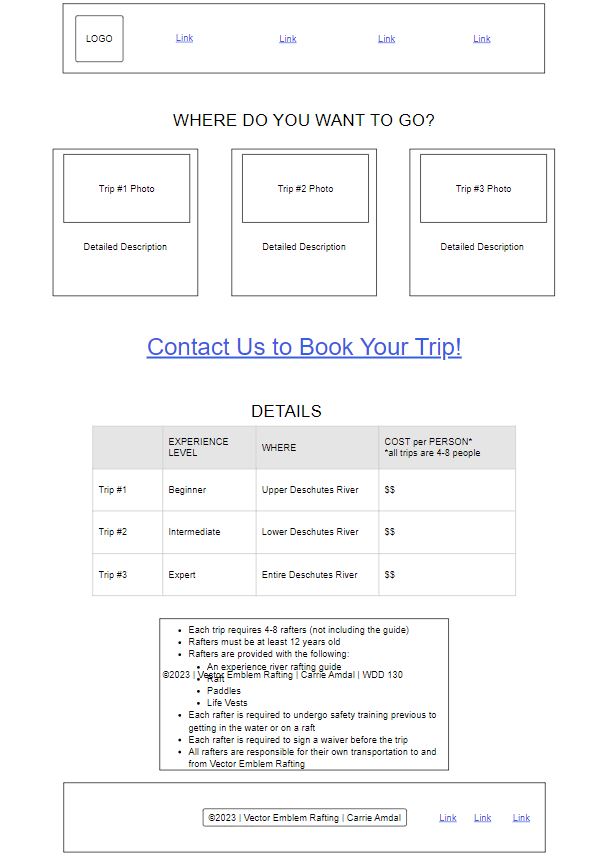 LOGO
Link
Link
Link
Link
WHERE DO YOU WANT TO GO?
Trip #1 Photo
Trip #2 Photo
Trip #3 Photo
Detailed Description
Detailed Description
Detailed Description
Contact Us to Book Your Trip!
DETAILS
EXPERIENCE LEVEL
WHERE
COST per PERSON*
*all trips are 4-8 people
Trip #1
Beginner
Upper Deschutes River
$$
Trip #2
Intermediate
Lower Deschutes River
$$
Trip #3
Expert
Entire Deschutes River
$$
• Each trip requires 4-8 rafters (not including the guide)
• Rafters must be at least 12 years old
• Rafters are provided with the following:
• An experience river rafting guide
©2023 | Vector Emblem Rafting | Carrie Amdal | WDD 130
• Raft
• Paddles
• Life Vests
• Each rafter is required to undergo safety training previous to
getting in the water or on a raft
• Each rafter is required to sign a waiver before the trip
• All rafters are responsible for their own transportation to and
from Vector Emblem Rafting
©2023 | Vector Emblem Rafting | Carrie Amdal
Link
Link
Link